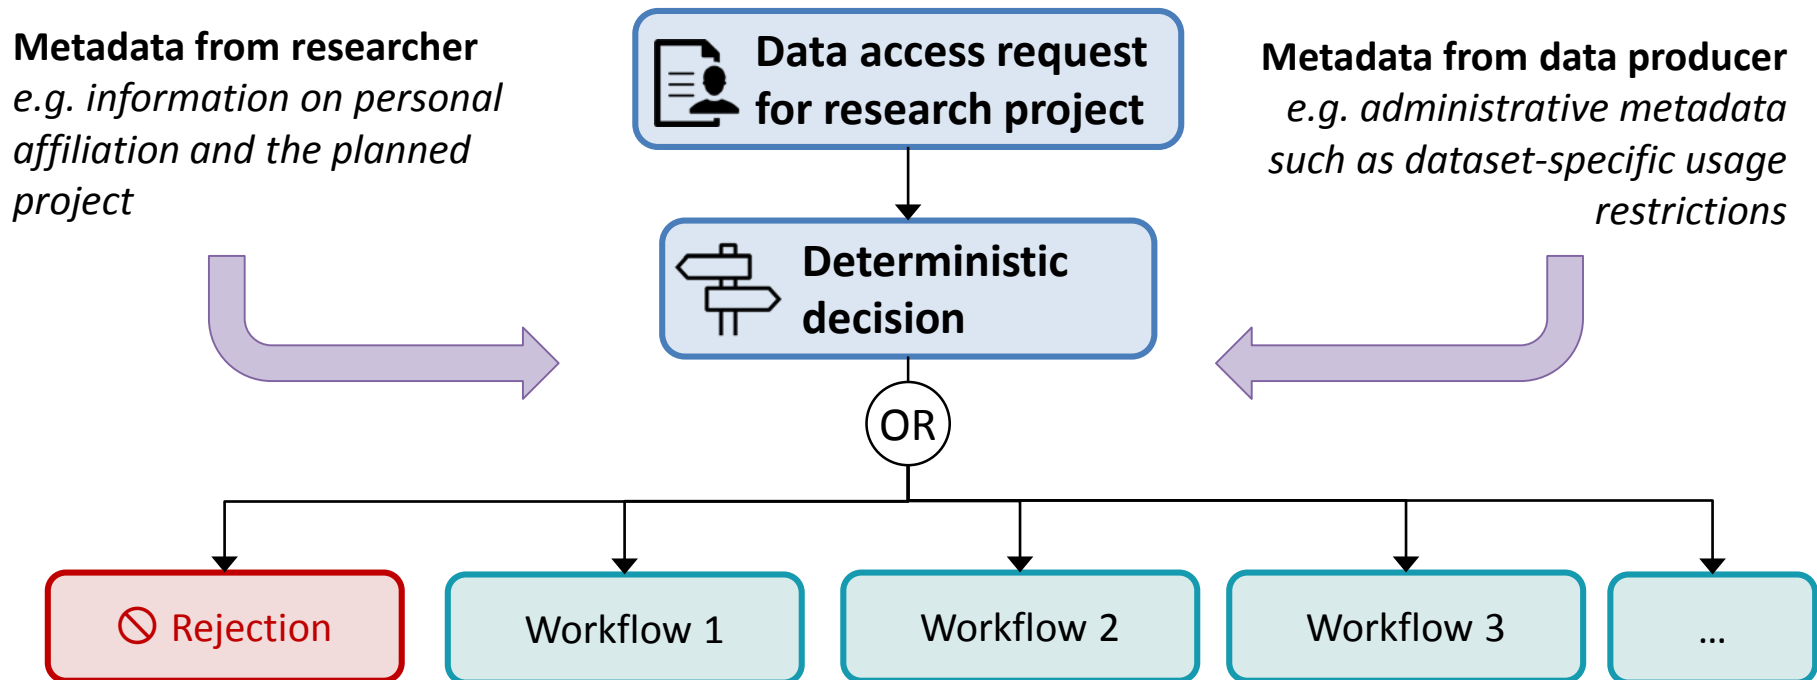 Metadata from researcher
e.g. information on personal
affiliation and the planned
project
Data access request
for research project
Metadata from data producer
e.g. administrative metadata
such as dataset-specific usage
restrictions
Deterministic
decision
OR
Rejection
Workflow 1
Workflow 2
Workflow 3
...